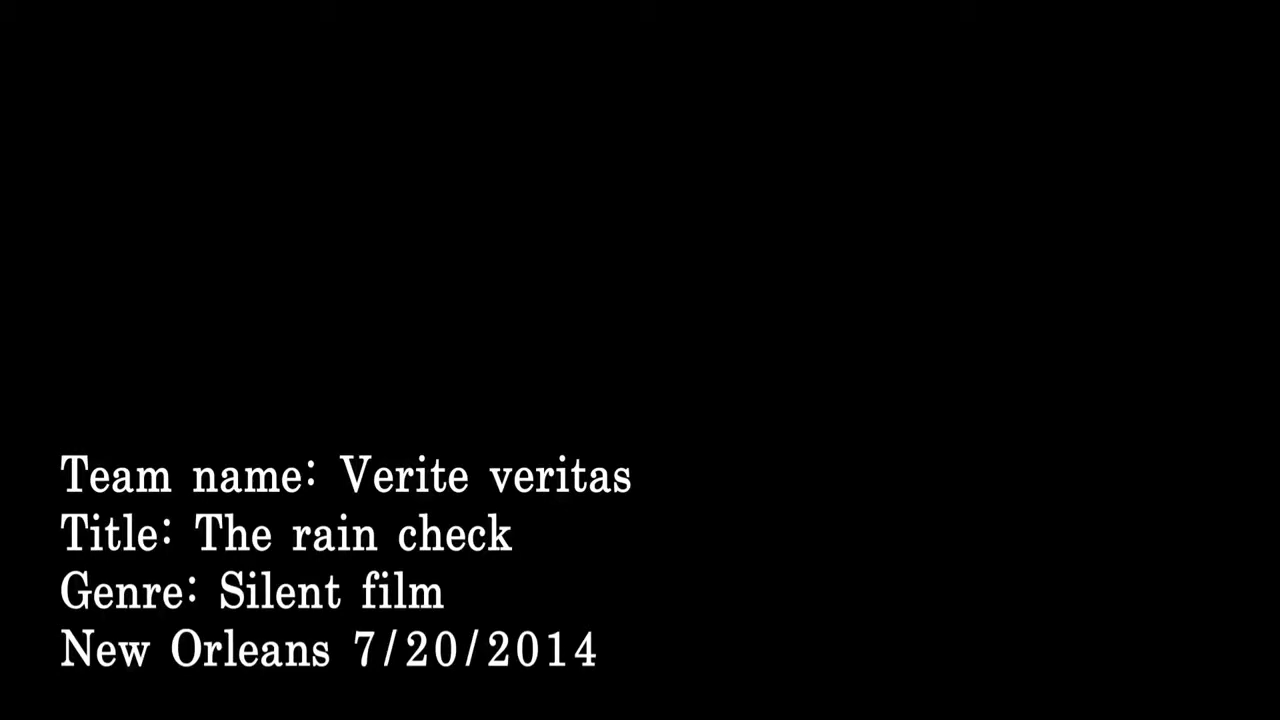 Team name: Verite veritas
Title: The rain check
Genre: Silent film
New Orleans 7/20/2014